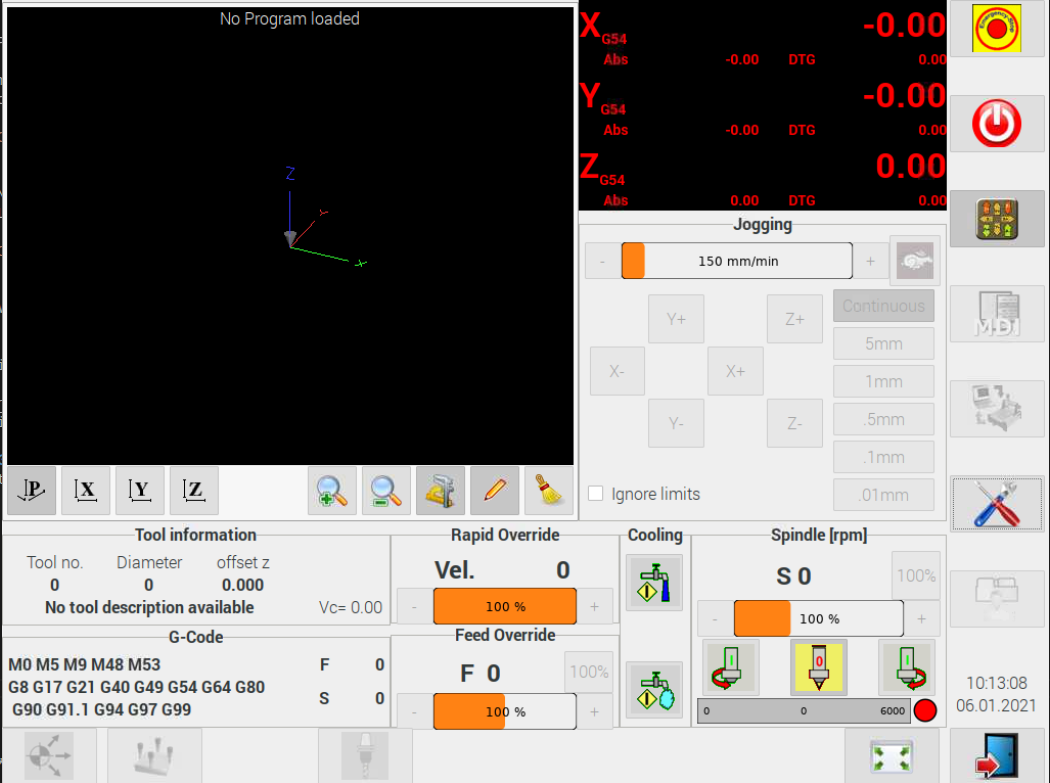 No Program loaded
Z
Y
X
P
X
Y
Z
X G54 -0.00
Abs -0.00 DTG 0.00
Y G54 -0.00
Abs -0.00 DTG 0.00
Z G54 0.00
Abs 0.00 DTG 0.00
Jogging
- 150 mm/min +
Y+ Z+
X- X+
Y- Z-
Continuous
5mm
1mm
.5mm
.1mm
.01mm
Ignore limits
Tool information
Tool no. Diameter offset z
0 0 0.000
No tool description available Vc= 0.00
G-Code
M0 M5 M9 M48 M53
G8 G17 G21 G40 G49 G54 G64 G80
G90 G91.1 G94 G97 G99
F 0
S 0
Rapid Override
Vel. 0
- 100 % +
Feed Override
F 0 100%
- 100 % +
Cooling
Spindle [rpm]
S 0 100%
- 100 % +
I 0 I
0 0 6000
Emergency-Stop
MDI
10:13:08
06.01.2021